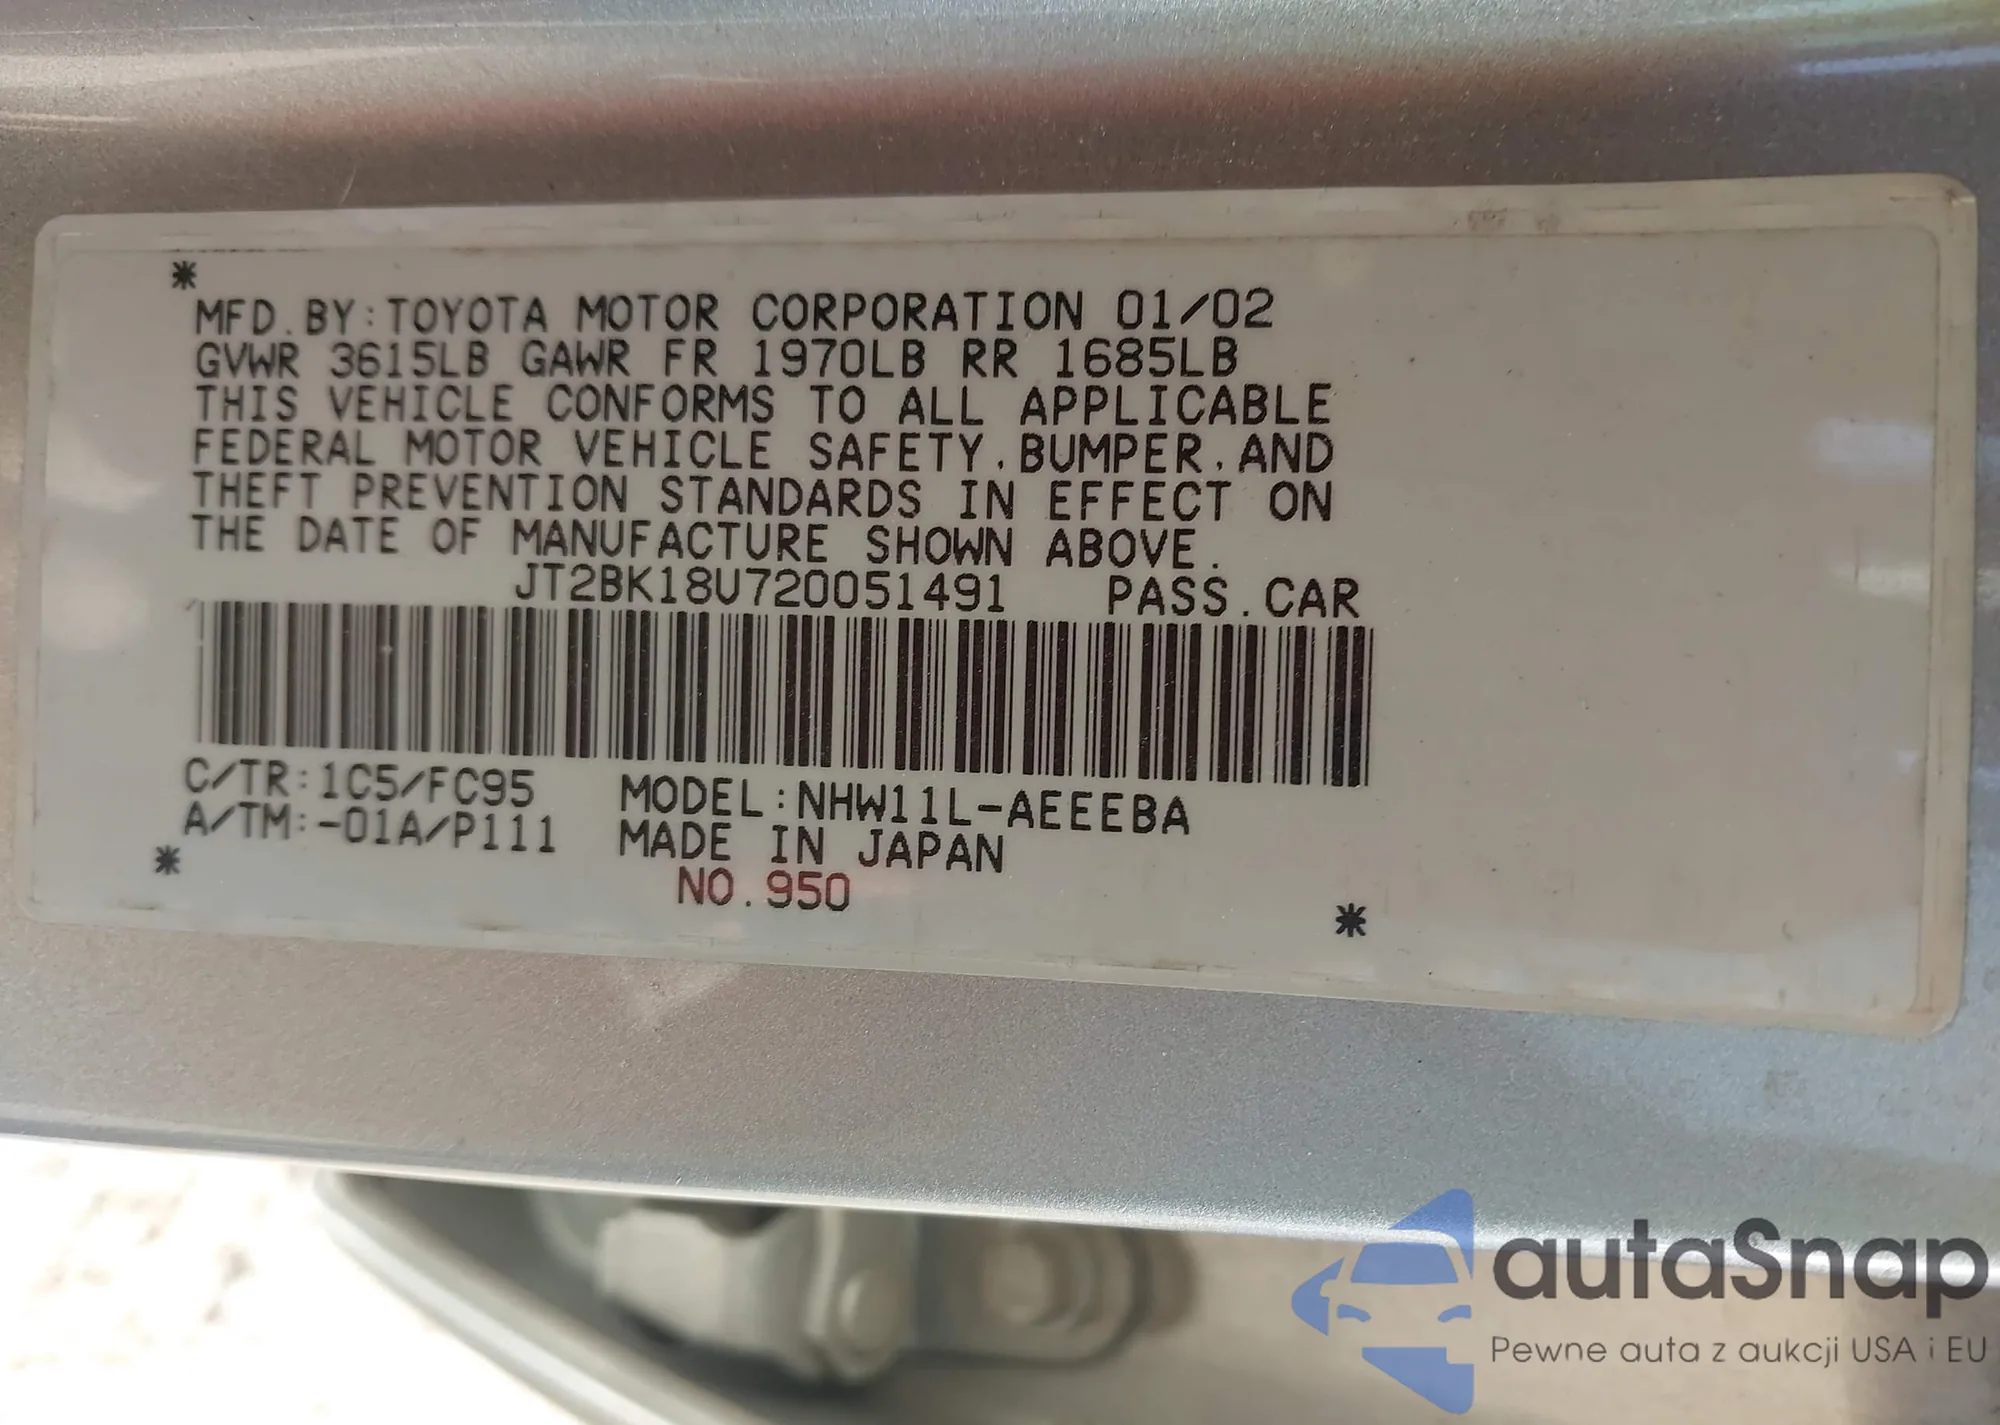 *
MFD.BY:TOYOTA MOTOR CORPORATION 01/02
GVWR 3615LB GAWR FR 1970LB RR 1685LB
THIS VEHICLE CONFORMS TO ALL APPLICABLE
FEDERAL MOTOR VEHICLE SAFETY,BUMPER,AND
THEFT PREVENTION STANDARDS IN EFFECT ON
THE DATE OF MANUFACTURE SHOWN ABOVE.
JT2BK18U720051491 PASS.CAR
C/TR:1C5/FC95 MODEL:NHW11L-AEEEBA
A/TM:-01A/P111 MADE IN JAPAN
* NO.950 *
autaSnap
Pewne auta z aukcji USA i EU